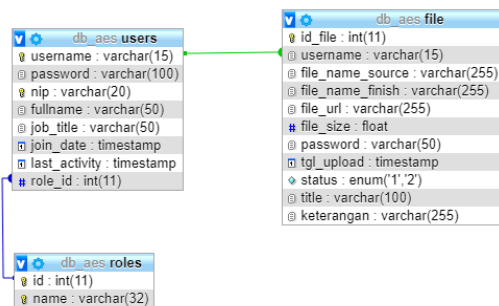 db_aes users
username : varchar(15)
password : varchar(100)
nip : varchar(20)
fullname : varchar(50)
job_title : varchar(50)
join_date : timestamp
last_activity : timestamp
# role_id : int(11)
db_aes file
id_file : int(11)
username : varchar(15)
file_name_source : varchar(255)
file_name_finish : varchar(255)
file_url : varchar(255)
# file_size : float
password : varchar(50)
tgl_upload : timestamp
status : enum('1','2')
title : varchar(100)
keterangan : varchar(255)
db_aes roles
id : int(11)
name : varchar(32)